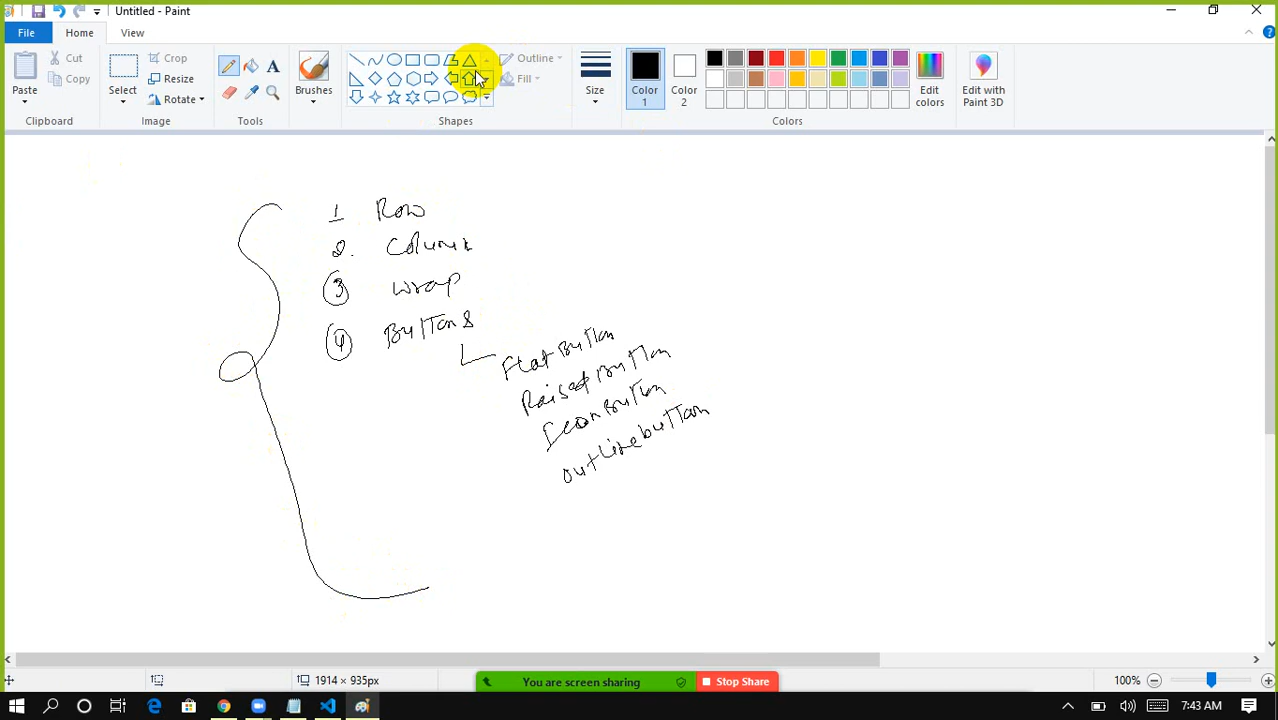 Untitled - Paint
File Home View
Paste Cut Copy Select Crop Resize Rotate Brushes Outline Fill Size Color 1 Color 2 Edit colors Edit with Paint 3D
Clipboard Image Tools Shapes Colors
1 Row
2. Column
3 Wrap
4 Buttons
Flat Button
Raised Button
Icon Button
outlinebutton
1914 × 935px You are screen sharing Stop Share 100%
7:43 AM